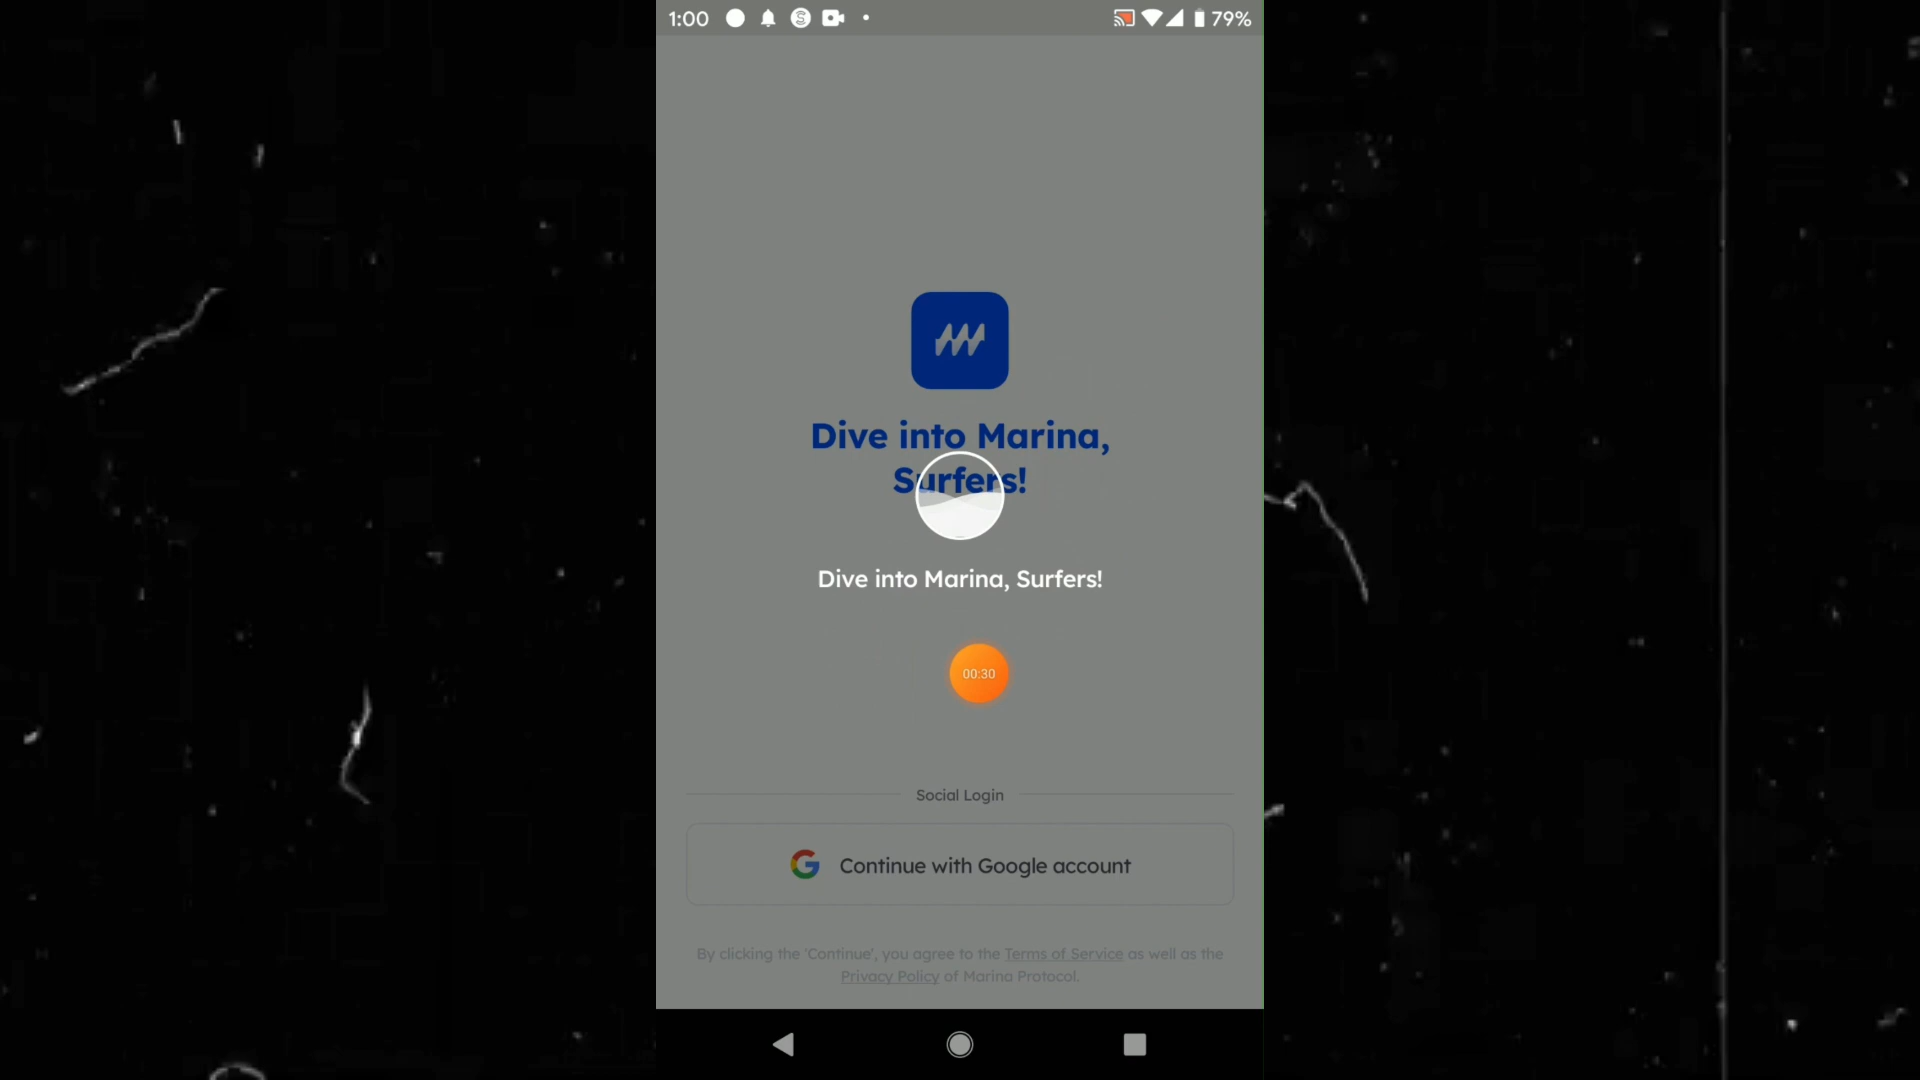 1:00
79%
Dive into Marina,
Surfers!
Dive into Marina, Surfers!
00:30
Social Login
Continue with Google account
By clicking the 'Continue', you agree to the Terms of Service as well as the
Privacy Policy of Marina Protocol.